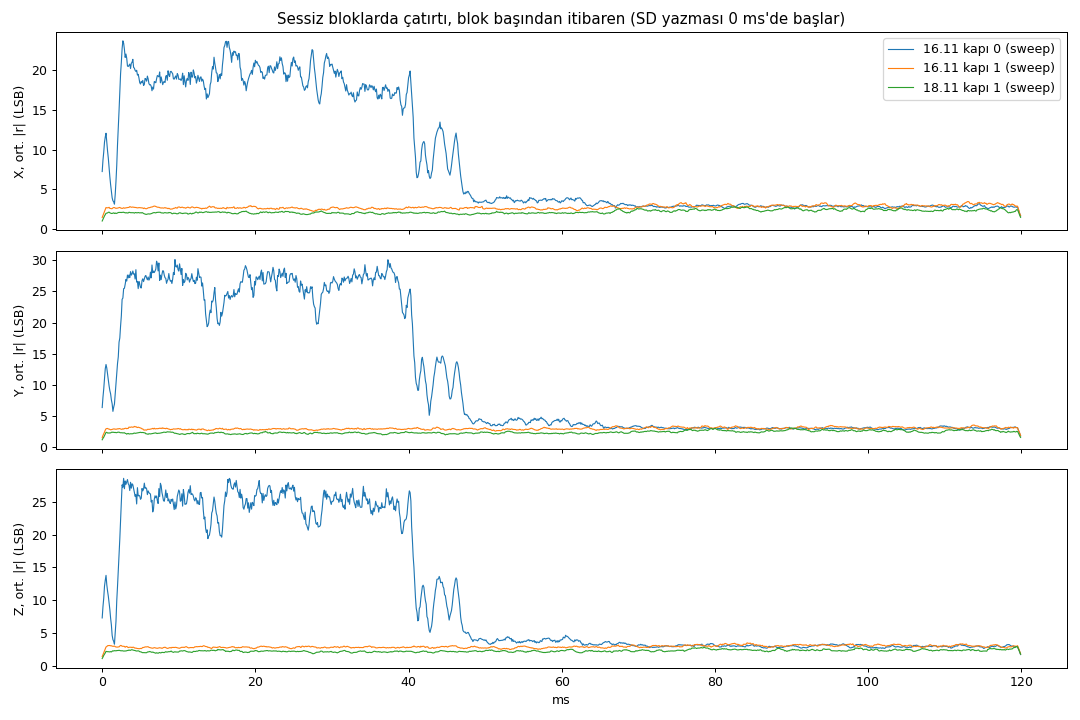 Sessiz bloklarda çatırtı, blok başından itibaren (SD yazması 0 ms'de başlar)
X, ort. |r| (LSB)
20
15
10
5
0
16.11 kapı 0 (sweep)
16.11 kapı 1 (sweep)
18.11 kapı 1 (sweep)
Y, ort. |r| (LSB)
30
25
20
15
10
5
0
Z, ort. |r| (LSB)
25
20
15
10
5
0
0 20 40 60 80 100 120
ms